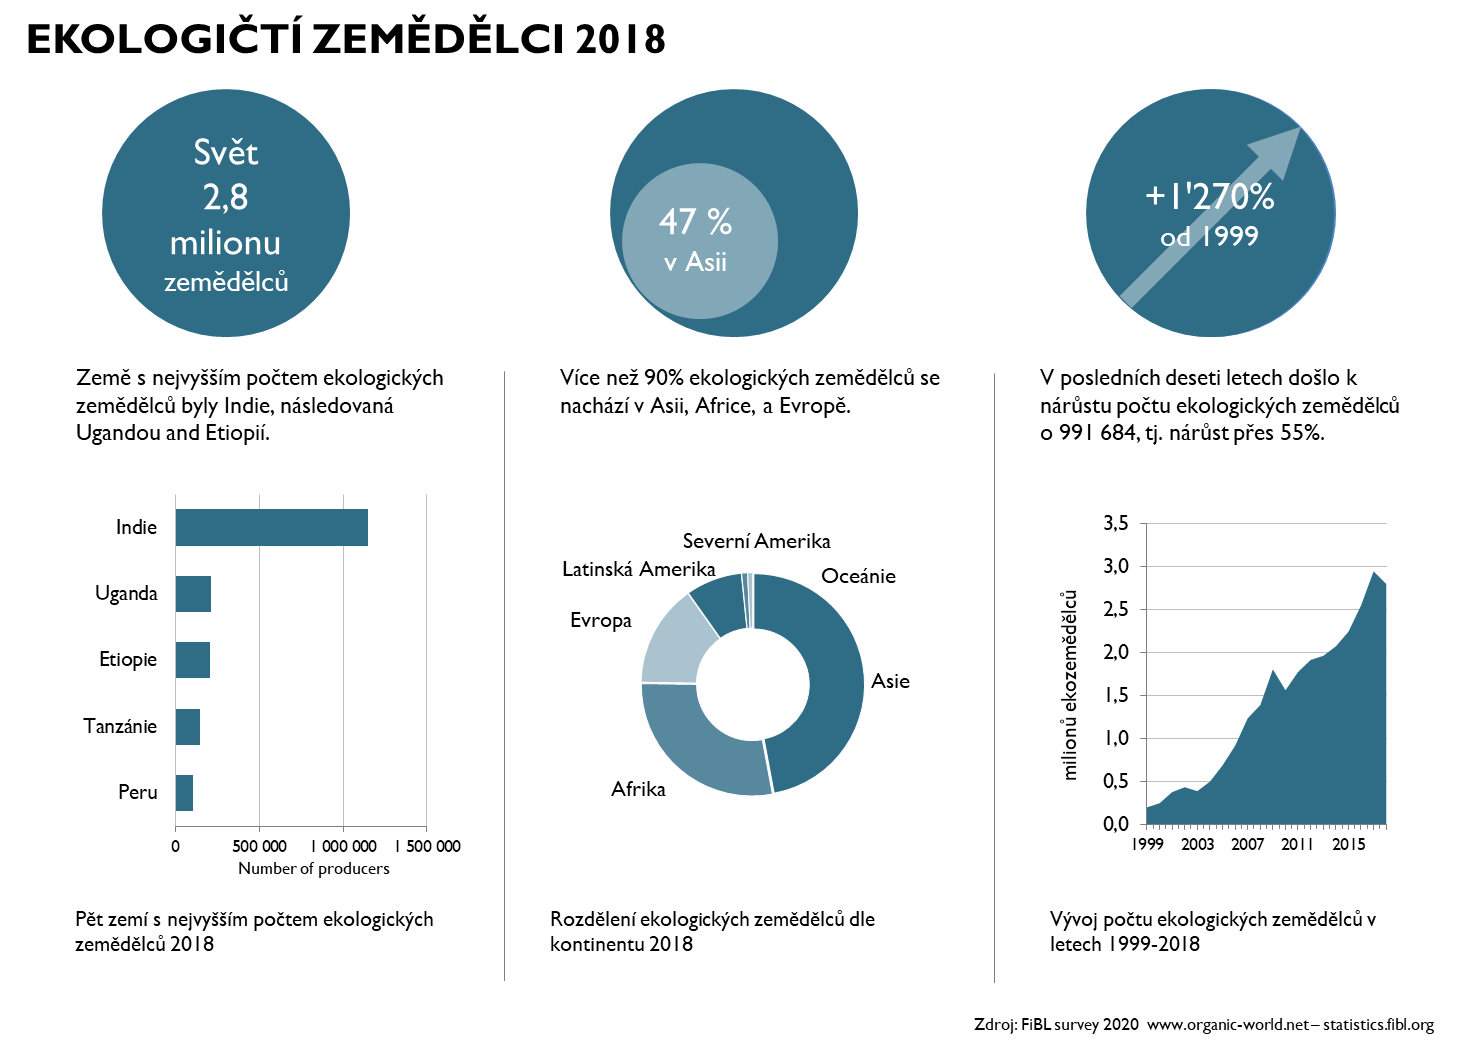 EKOLOGIČTÍ ZEMĚDĚLCI 2018
Svět
2,8
milionu
zemědělců
47 %
v Asii
+1'270%
od 1999
Země s nejvyšším počtem ekologických
zemědělců byly Indie, následovaná
Ugandou and Etiopií.
Více než 90% ekologických zemědělců se
nachází v Asii, Africe, a Evropě.
V posledních deseti letech došlo k
nárůstu počtu ekologických zemědělců
o 991 684, tj. nárůst přes 55%.
Indie
Uganda
Etiopie
Tanzánie
Peru
0 500 000 1 000 000 1 500 000
Number of producers
Severní Amerika
Latinská Amerika
Oceánie
Evropa
Asie
Afrika
milionů ekozemědělců
3,5
3,0
2,5
2,0
1,5
1,0
0,5
0,0
1999 2003 2007 2011 2015
Pět zemí s nejvyšším počtem ekologických
zemědělců 2018
Rozdělení ekologických zemědělců dle
kontinentu 2018
Vývoj počtu ekologických zemědělců v
letech 1999-2018
Zdroj: FiBL survey 2020 www.organic-world.net – statistics.fibl.org